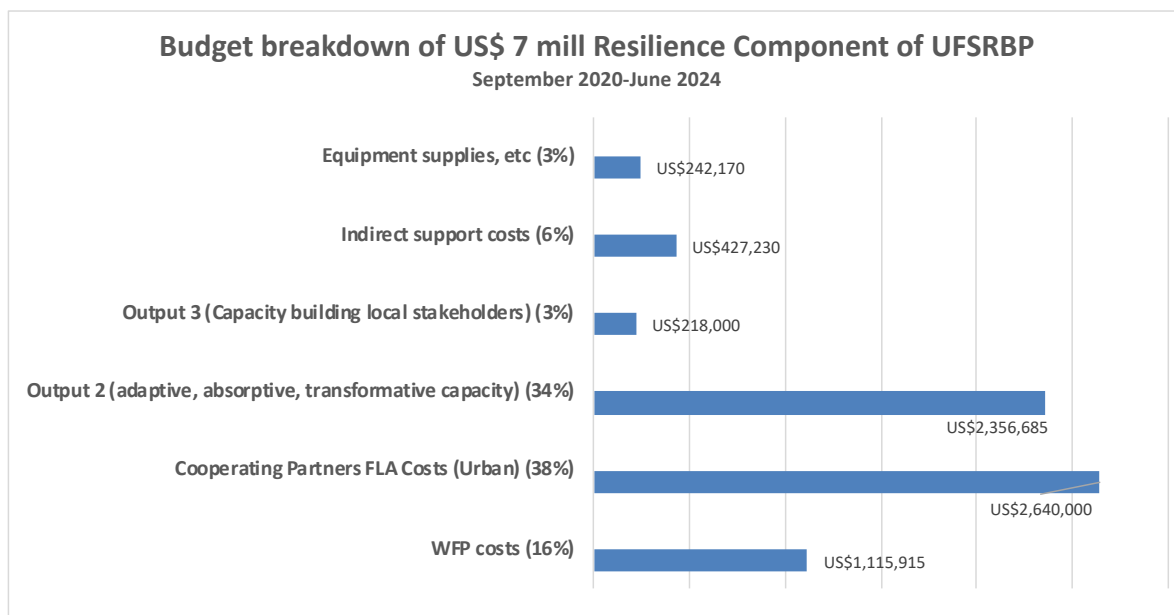 Budget breakdown of US$ 7 mill Resilience Component of UFSRBP
September 2020-June 2024
Equipment supplies, etc (3%)
US$242,170
Indirect support costs (6%)
US$427,230
Output 3 (Capacity building local stakeholders) (3%)
US$218,000
Output 2 (adaptive, absorptive, transformative capacity) (34%)
US$2,356,685
Cooperating Partners FLA Costs (Urban) (38%)
US$2,640,000
WFP costs (16%)
US$1,115,915